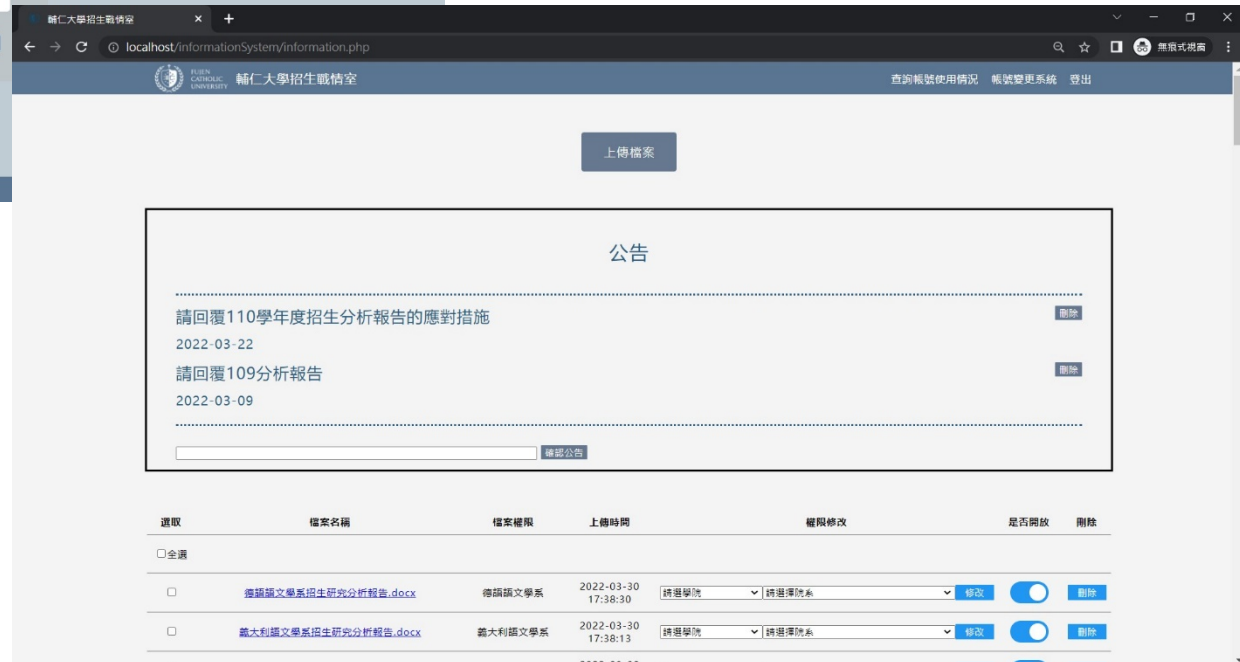 輔仁大學招生戰情室
localhost/informationSystem/information.php
無痕式視窗
FUJEN
CATHOLIC
UNIVERSITY
輔仁大學招生戰情室
查詢帳號使用情況 帳號變更系統 登出
上傳檔案
公告
請回覆110學年度招生分析報告的應對措施 刪除
2022-03-22
請回覆109分析報告 刪除
2022-03-09
確認公告
選取 檔案名稱 檔案權限 上傳時間 權限修改 是否開放 刪除
全選
德語語文學系招生研究分析報告.docx 德語語文學系 2022-03-30 17:38:30 請選學院 請選擇院系 修改 刪除
義大利語文學系招生研究分析報告.docx 義大利語文學系 2022-03-30 17:38:13 請選學院 請選擇院系 修改 刪除